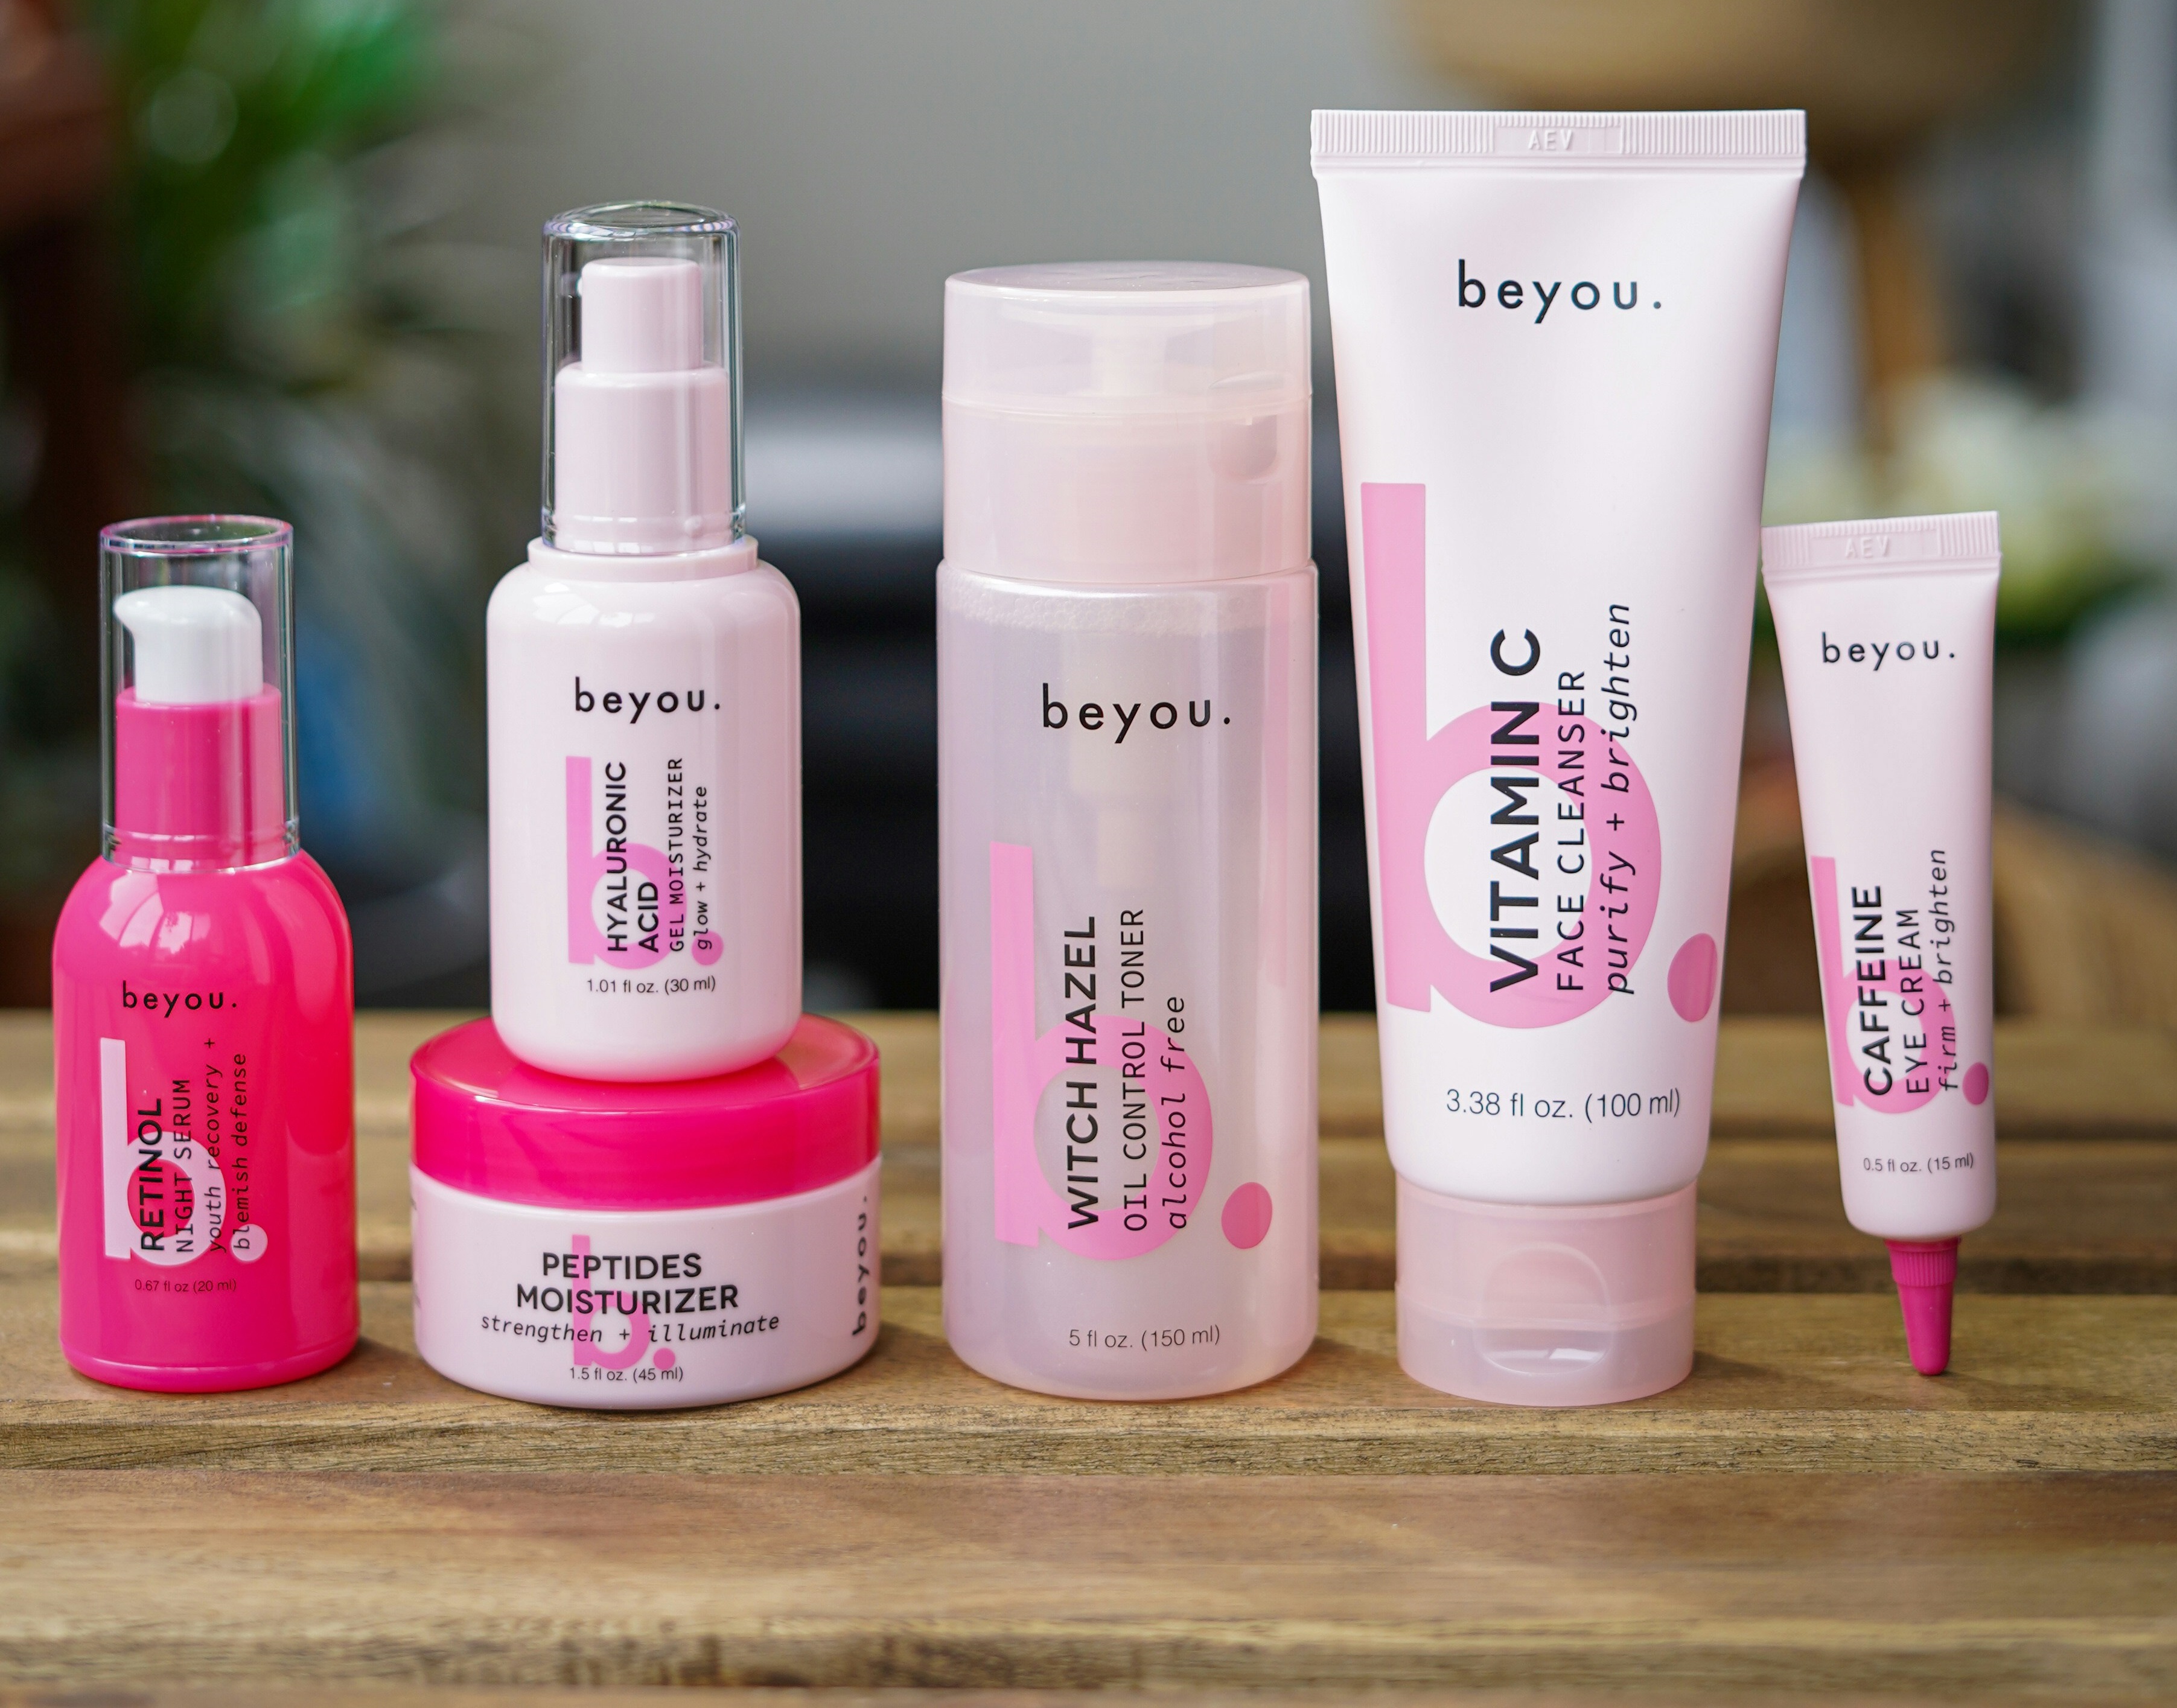 beyou.
RETINOL
NIGHT SERUM
youth recovery +
blemish defense
0.67 fl oz (20 ml)
beyou.
HYALURONIC
ACID
GEL MOISTURIZER
glow + hydrate
b.
1.01 fl oz. (30 ml)
PEPTIDES
MOISTURIZER
strengthen + illuminate
b.
1.5 fl oz. (45 ml)
beyou.
beyou.
WITCH HAZEL
OIL CONTROL TONER
alcohol free
b.
5 fl oz. (150 ml)
AEV
beyou.
VITAMIN C
FACE CLEANSER
purify + brighten
b.
3.38 fl oz. (100 ml)
AEV
beyou.
CAFFEINE
EYE CREAM
firm + brighten
b.
0.5 fl oz. (15 ml)
b.